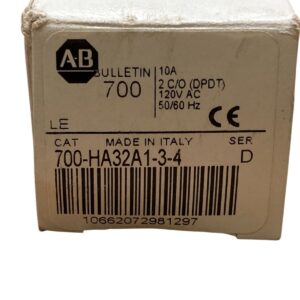 AB
BULLETIN
700
10A
2 C/O (DPDT)
120V AC
50/60 Hz
CE
LE
CAT MADE IN ITALY SER
700-HA32A1-3-4 D
10662072981297